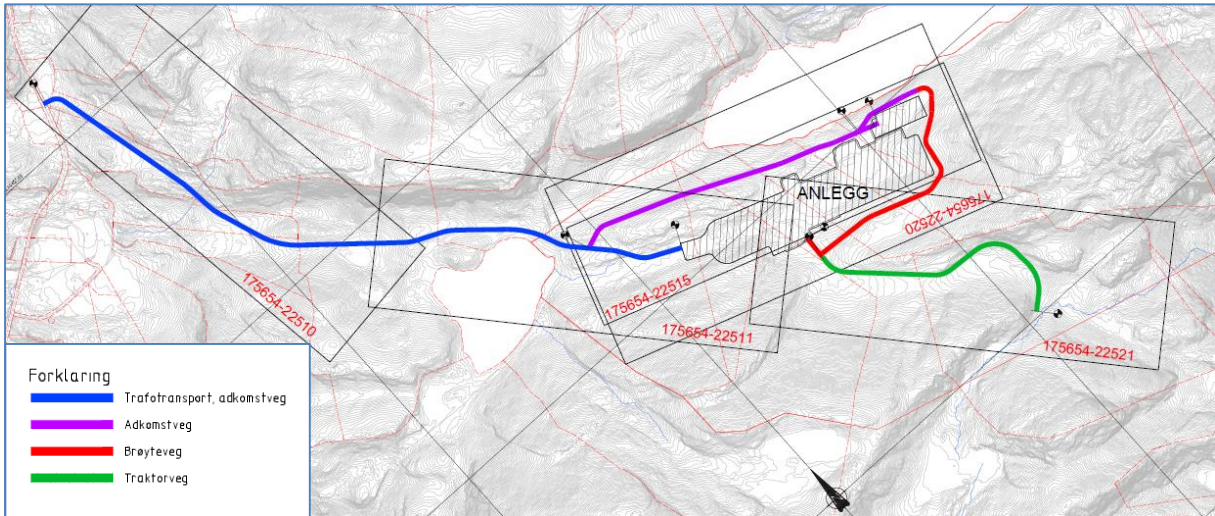 ANLEGG
175654-22520
175654-22510
175654-22515
175654-22511
175654-22521
Forklaring
Trafotransport, adkomstveg
Adkomstveg
Brøyteveg
Traktorveg